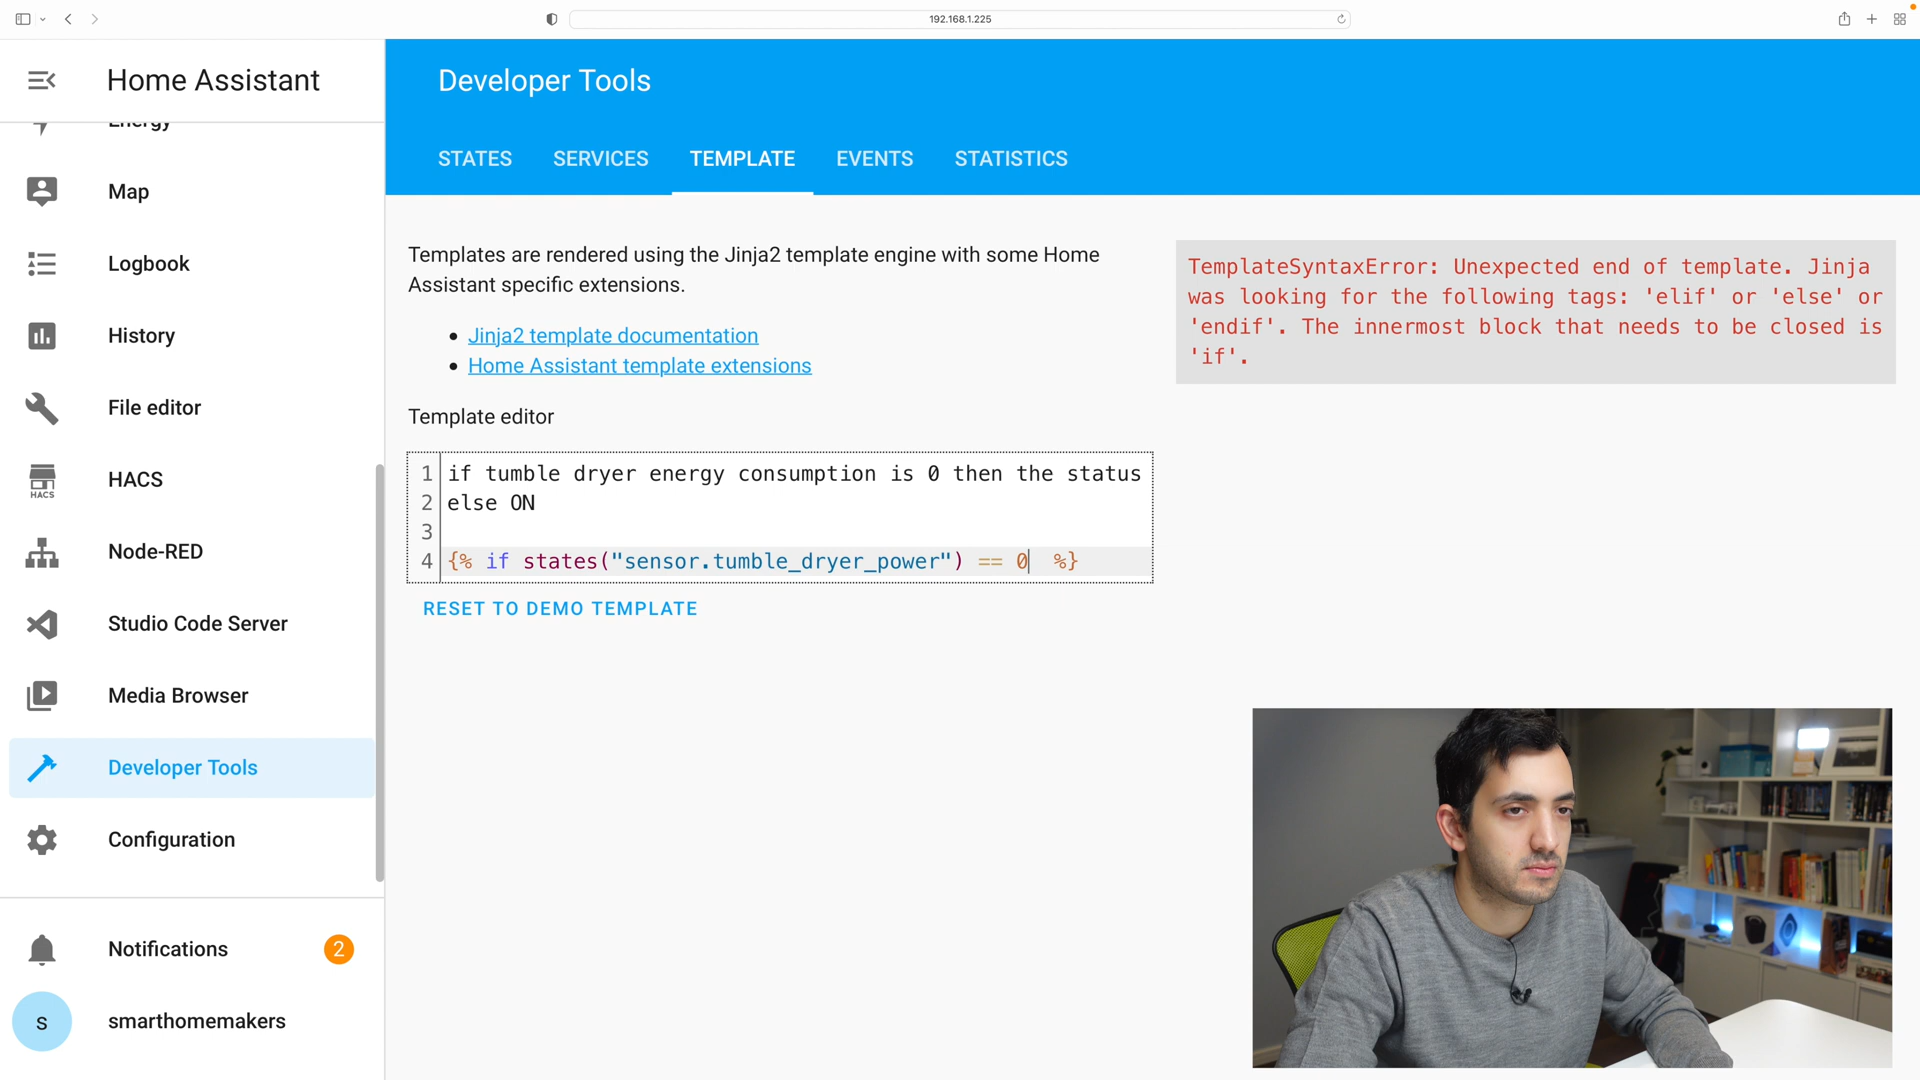 192.168.1.225
Home Assistant
Developer Tools
STATES
SERVICES
TEMPLATE
EVENTS
STATISTICS
Energy
Map
Logbook
History
File editor
HACS
HACS
Node-RED
Studio Code Server
Media Browser
Developer Tools
Configuration
Notifications
2
s
smarthomemakers
Templates are rendered using the Jinja2 template engine with some Home
Assistant specific extensions.
Jinja2 template documentation
Home Assistant template extensions
Template editor
1 if tumble dryer energy consumption is 0 then the status
2 else ON
3
4 {% if states("sensor.tumble_dryer_power") == 0  %}
RESET TO DEMO TEMPLATE
TemplateSyntaxError: Unexpected end of template. Jinja
was looking for the following tags: 'elif' or 'else' or
'endif'. The innermost block that needs to be closed is
'if'.